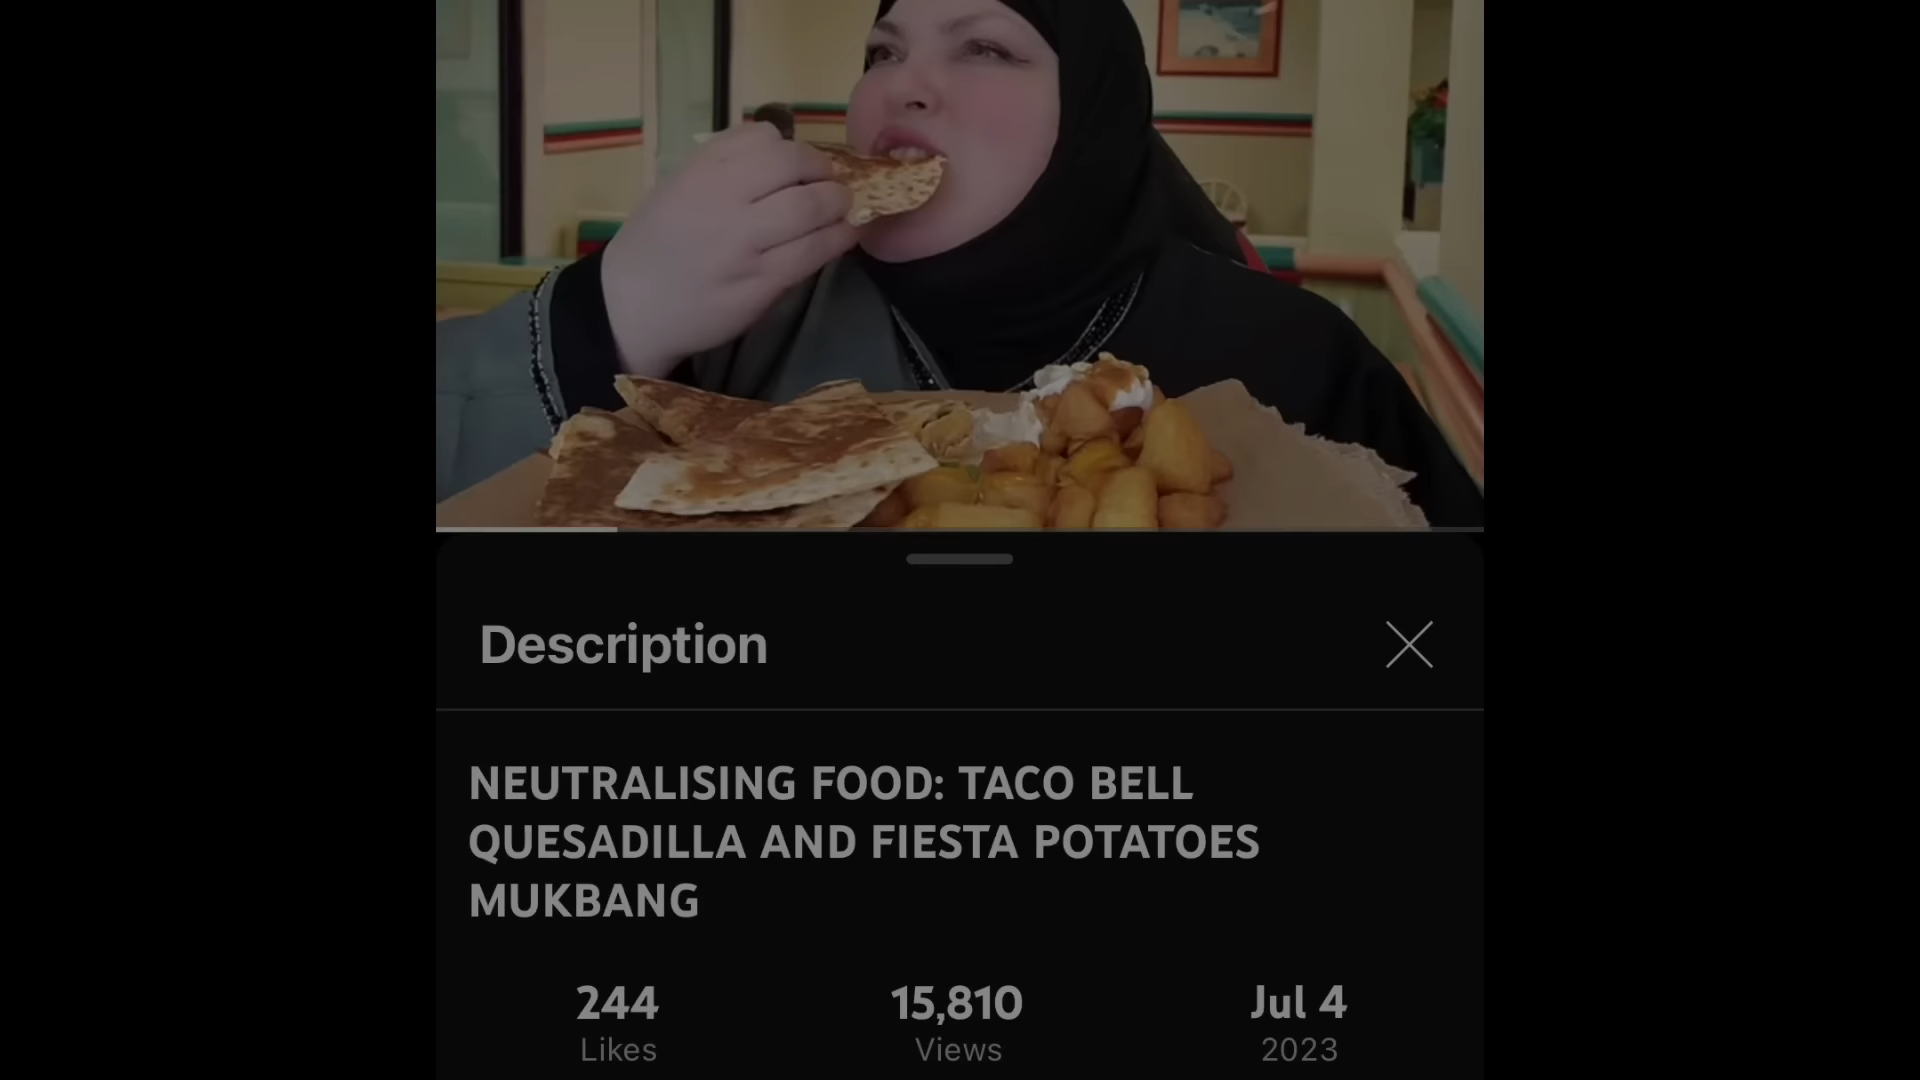 Description
NEUTRALISING FOOD: TACO BELL
QUESADILLA AND FIESTA POTATOES
MUKBANG
244
15,810
Jul 4
Likes
Views
2023